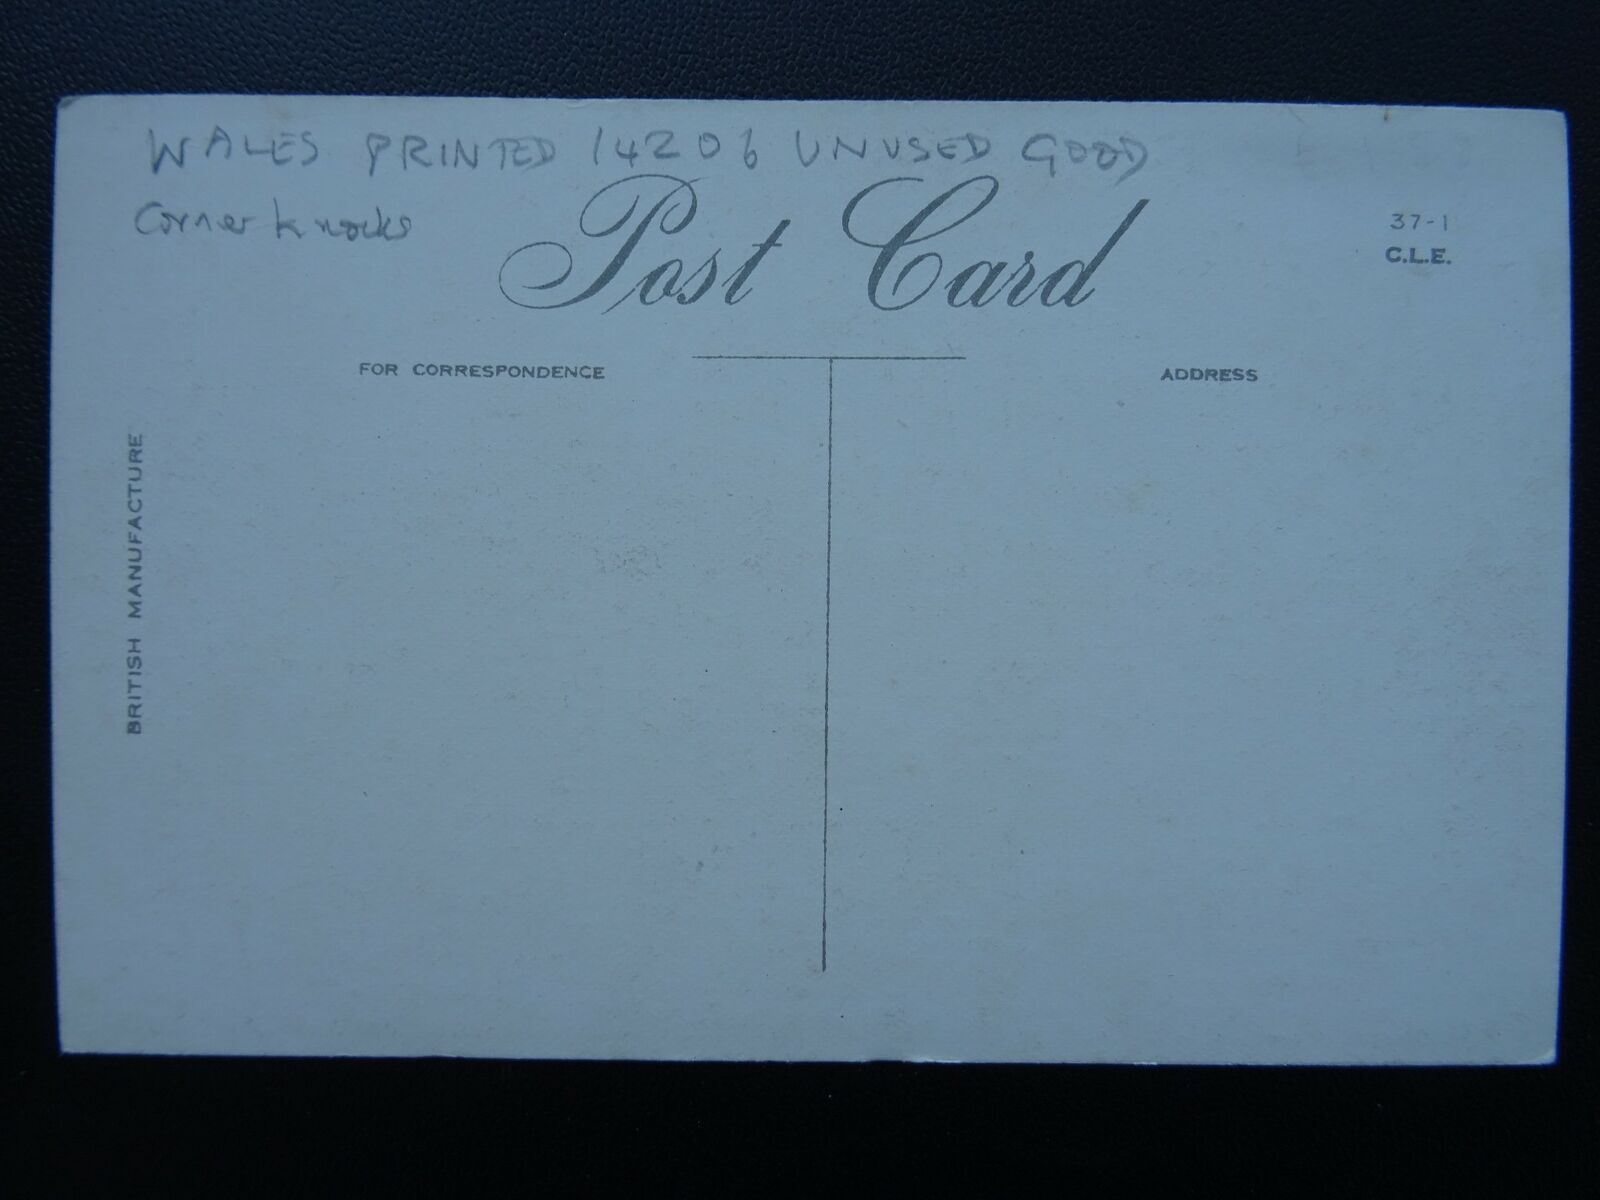 WALES PRINTED 14206 UNUSED GOOD
Corner knocks
Post Card
37-1
C.L.E.
FOR CORRESPONDENCE
ADDRESS
BRITISH MANUFACTURE